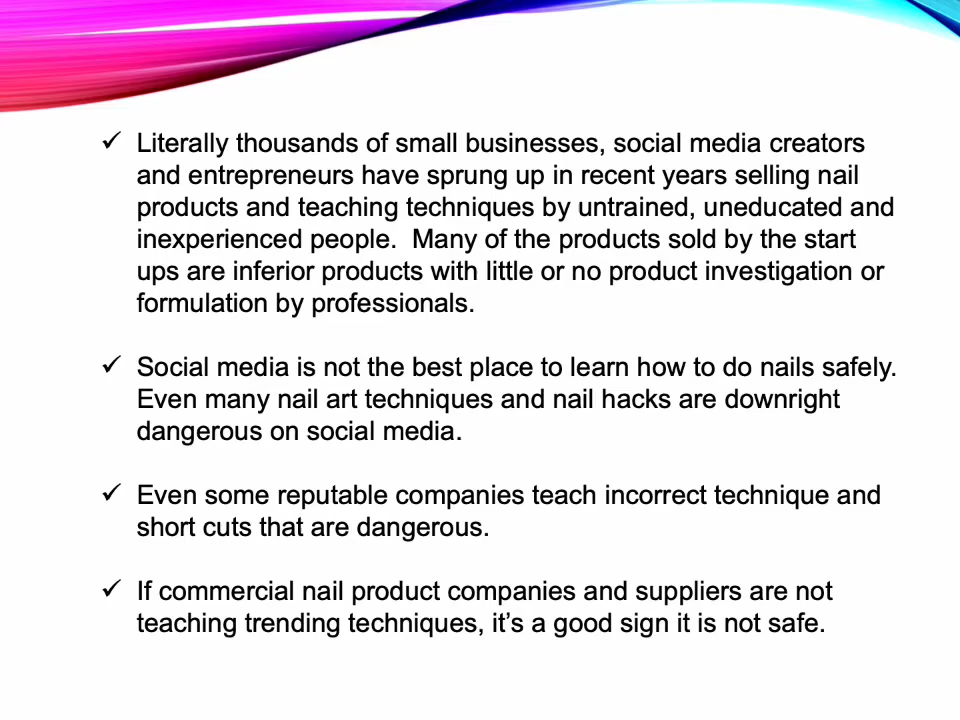 ✓ Literally thousands of small businesses, social media creators
and entrepreneurs have sprung up in recent years selling nail
products and teaching techniques by untrained, uneducated and
inexperienced people.  Many of the products sold by the start
ups are inferior products with little or no product investigation or
formulation by professionals.
✓ Social media is not the best place to learn how to do nails safely.
Even many nail art techniques and nail hacks are downright
dangerous on social media.
✓ Even some reputable companies teach incorrect technique and
short cuts that are dangerous.
✓ If commercial nail product companies and suppliers are not
teaching trending techniques, it’s a good sign it is not safe.